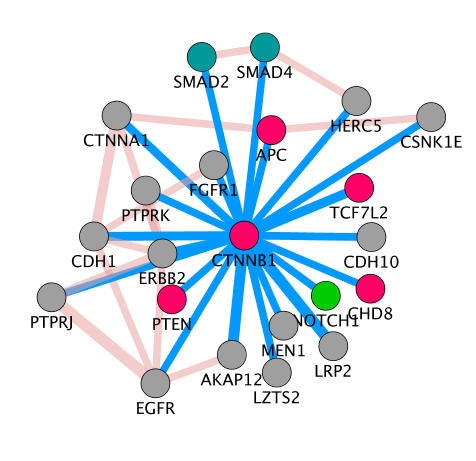 SMAD2
SMAD4
HERC5
CSNK1E
CTNNA1
APC
FGFR1
PTPRK
TCF7L2
CDH1
ERBB2
CTNNB1
CDH10
PTPRJ
PTEN
NOTCH1
CHD8
MEN1
LRP2
AKAP12
LZTS2
EGFR